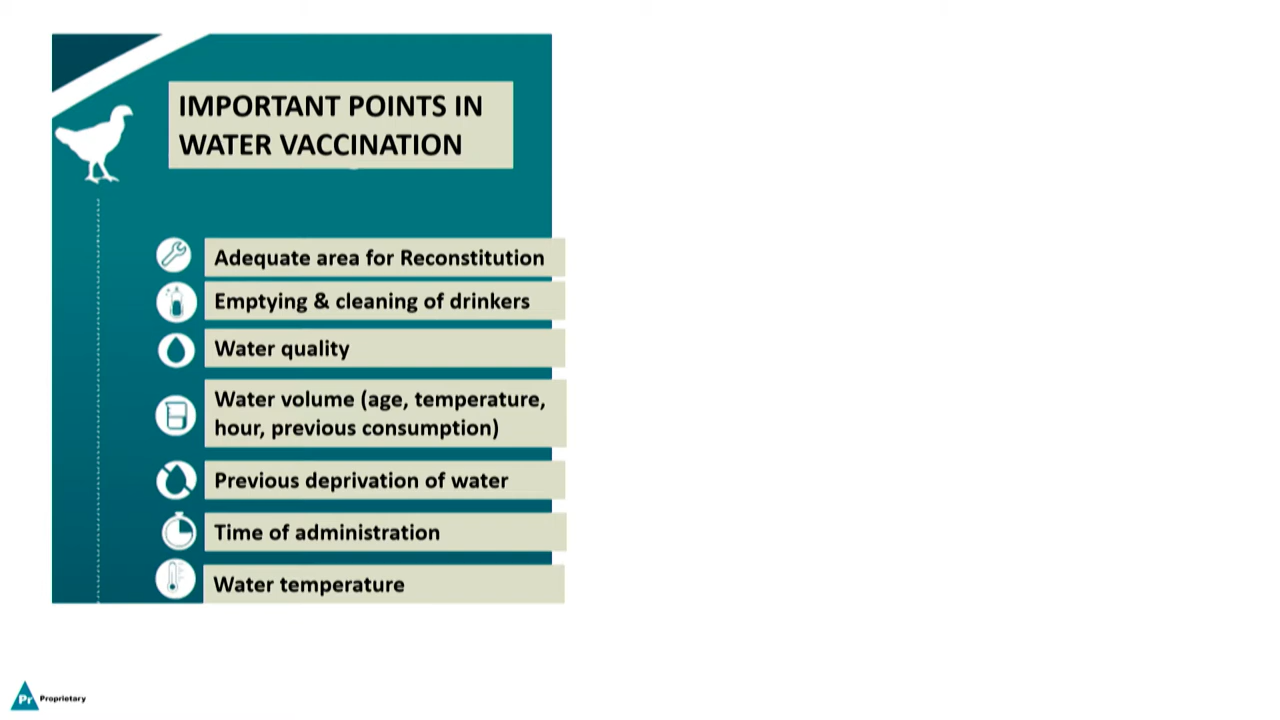 IMPORTANT POINTS IN
WATER VACCINATION
Adequate area for Reconstitution
Emptying & cleaning of drinkers
Water quality
Water volume (age, temperature,
hour, previous consumption)
Previous deprivation of water
Time of administration
Water temperature
Pr Proprietary